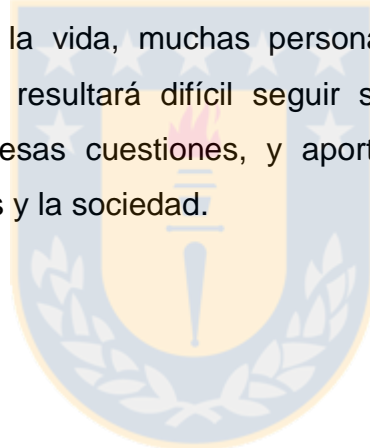 la vida, muchas persona
resultará difícil seguir s
esas cuestiones, y aport
s y la sociedad.